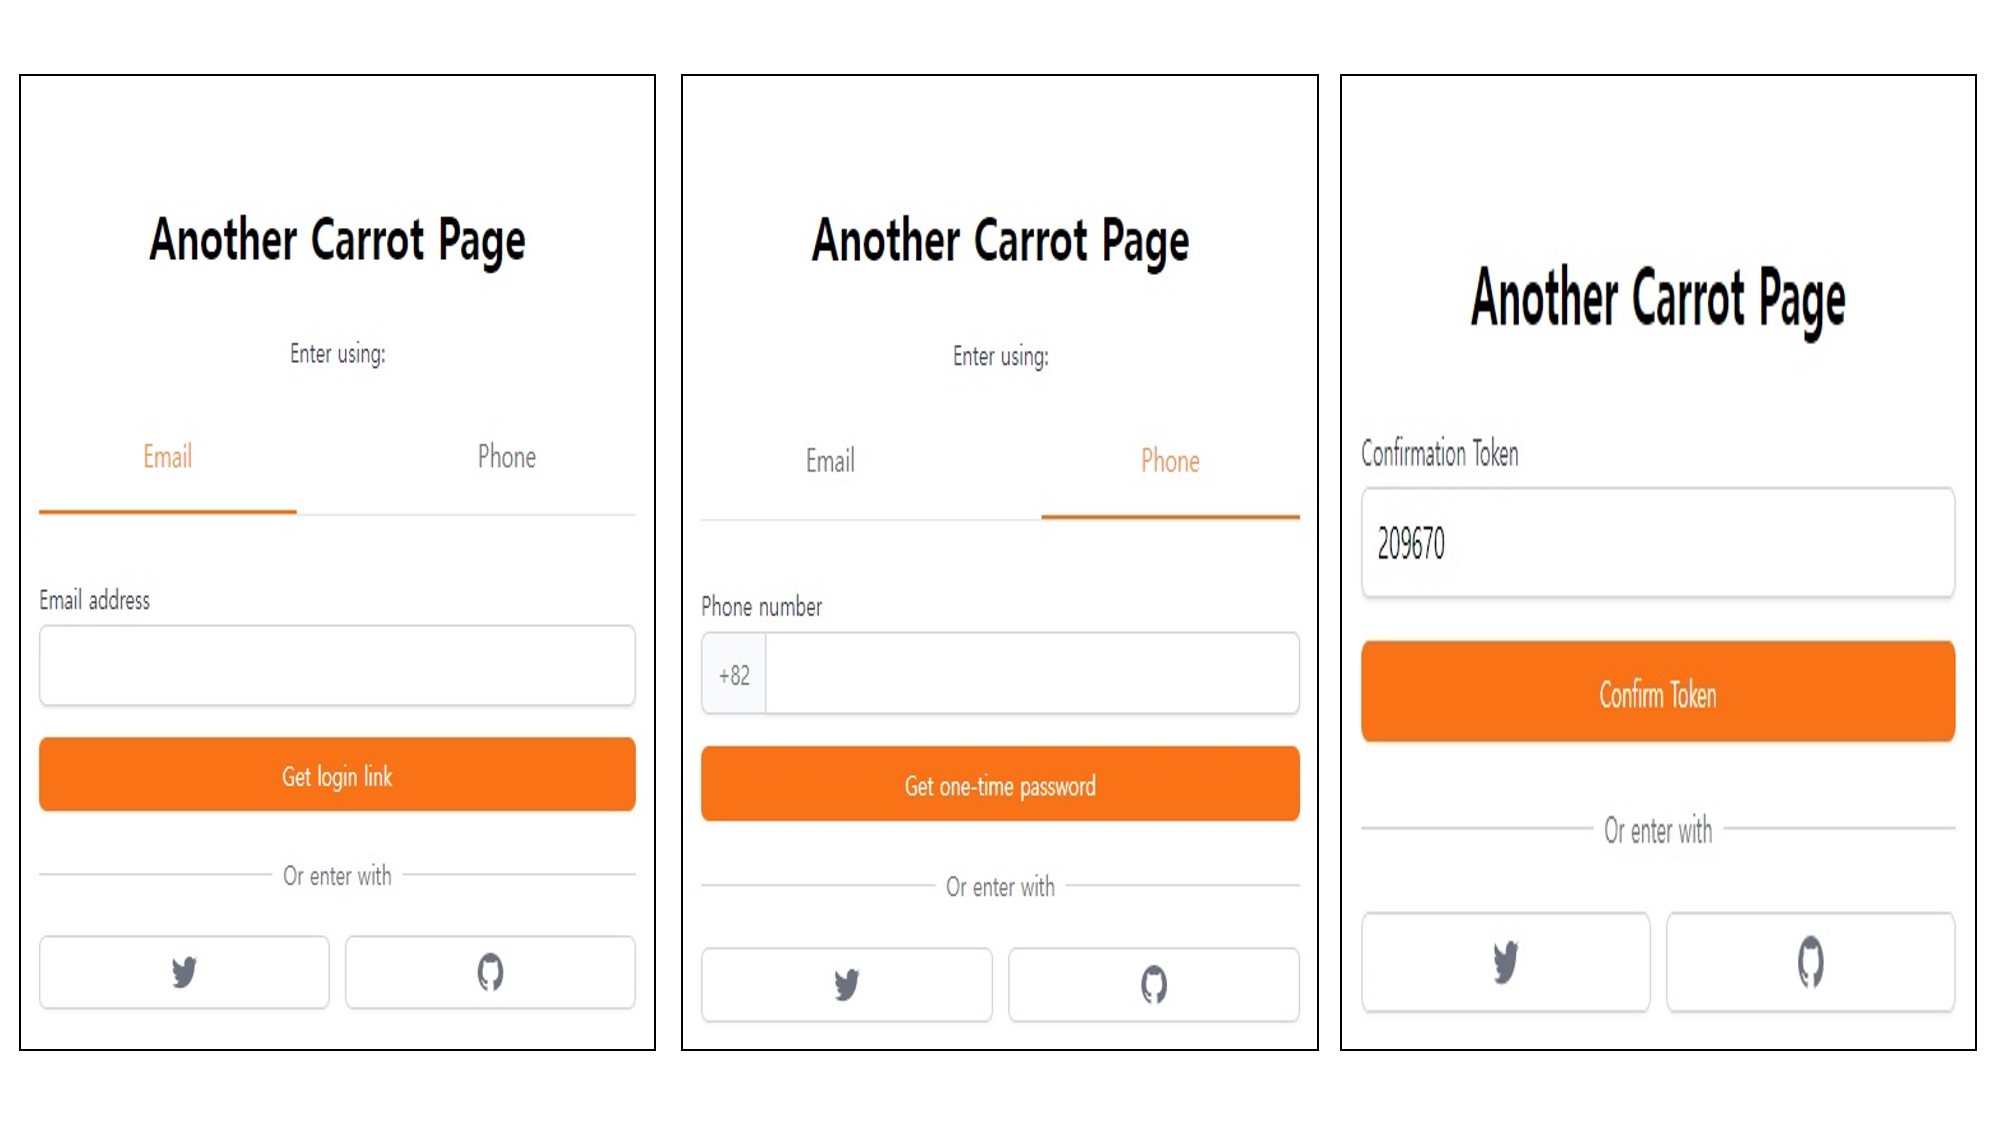 Another Carrot Page
Enter using:
Email
Phone
Email address
Get login link
Or enter with
Another Carrot Page
Enter using:
Email
Phone
Phone number
+82
Get one-time password
Or enter with
Another Carrot Page
Confirmation Token
209670
Confirm Token
Or enter with